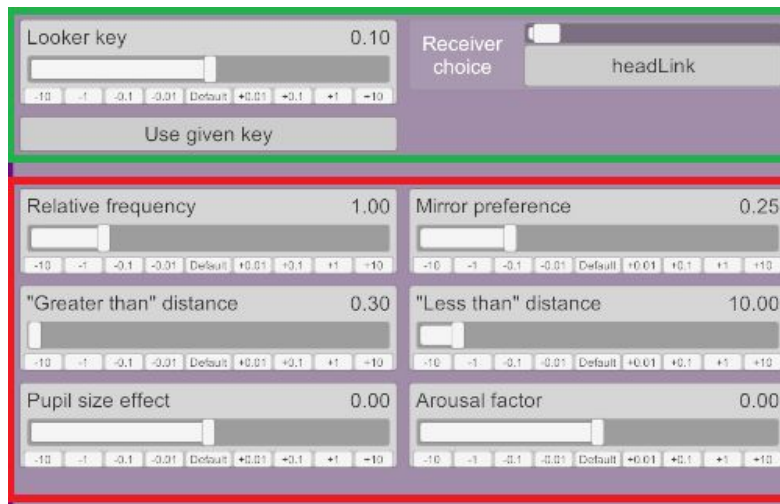 Looker key 0.10
Receiver choice
headLink
-10 -1 -0.1 -0.01 Default +0.01 +0.1 +1 +10
Use given key
Relative frequency 1.00
-10 -1 -0.1 -0.01 Default +0.01 +0.1 +1 +10
Mirror preference 0.25
-10 -1 -0.1 -0.01 Default +0.01 +0.1 +1 +10
"Greater than" distance 0.30
-10 -1 -0.1 -0.01 Default +0.01 +0.1 +1 +10
"Less than" distance 10.00
-10 -1 -0.1 -0.01 Default +0.01 +0.1 +1 +10
Pupil size effect 0.00
-10 -1 -0.1 -0.01 Default +0.01 +0.1 +1 +10
Arousal factor 0.00
-10 -1 -0.1 -0.01 Default +0.01 +0.1 +1 +10